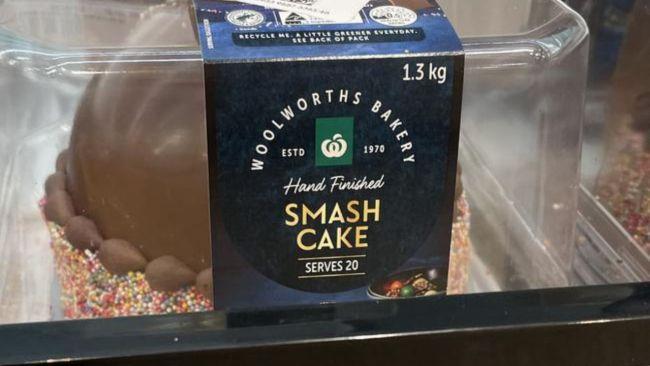 RECYCLE ME. A LITTLE GREENER EVERYDAY.
SEE BACK OF PACK
1.3 kg
WOOLWORTHS BAKERY
ESTD 1970
Hand Finished
SMASH
CAKE
SERVES 20